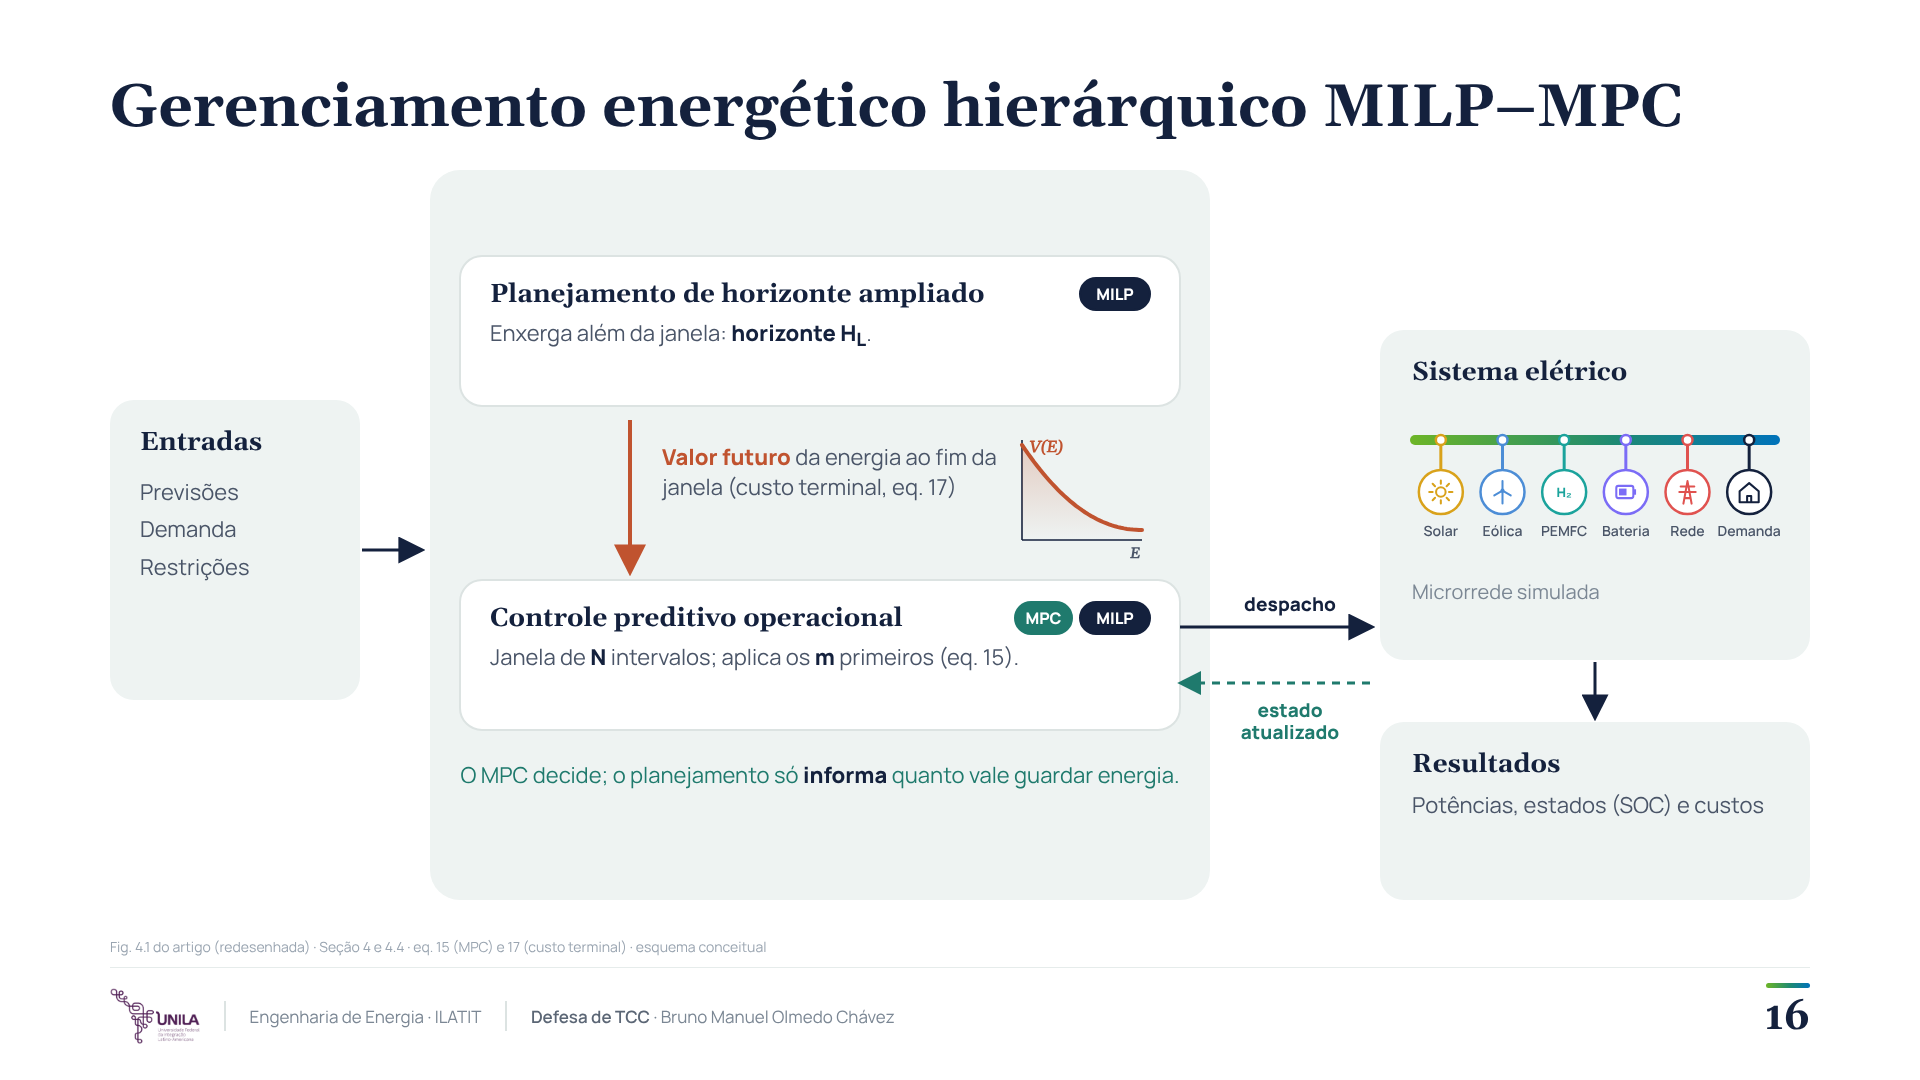 Gerenciamento energético hierárquico MILP–MPC
Entradas
Previsões
Demanda
Restrições
Planejamento de horizonte ampliado
MILP
Enxerga além da janela: horizonte H_L.
Valor futuro da energia ao fim da
janela (custo terminal, eq. 17)
V(E)
E
Controle preditivo operacional
MPC
MILP
Janela de N intervalos; aplica os m primeiros (eq. 15).
O MPC decide; o planejamento só informa quanto vale guardar energia.
despacho
estado
atualizado
Sistema elétrico
H₂
Solar
Eólica
PEMFC
Bateria
Rede
Demanda
Microrrede simulada
Resultados
Potências, estados (SOC) e custos
Fig. 4.1 do artigo (redesenhada) · Seção 4 e 4.4 · eq. 15 (MPC) e 17 (custo terminal) · esquema conceitual
UNILA
Engenharia de Energia · ILATIT
Defesa de TCC · Bruno Manuel Olmedo Chávez
16